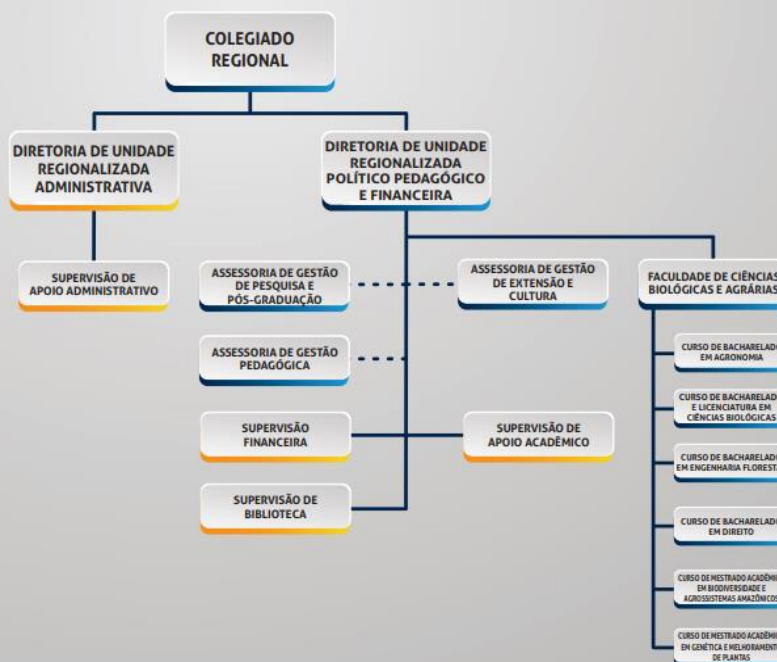 COLEGIADO
REGIONAL
DIRETORIA DE UNIDADE
REGIONALIZADA
ADMINISTRATIVA
DIRETORIA DE UNIDADE
REGIONALIZADA
POLÍTICO PEDAGÓGICO
E FINANCEIRA
SUPERVISÃO DE
APOIO ADMINISTRATIVO
ASSESSORIA DE GESTÃO
DE PESQUISA E
PÓS-GRADUAÇÃO
ASSESSORIA DE GESTÃO
DE EXTENSÃO E
CULTURA
FACULDADE DE CIÊNCIAS
BIOLÓGICAS E AGRÁRIAS
ASSESSORIA DE GESTÃO
PEDAGÓGICA
SUPERVISÃO
FINANCEIRA
SUPERVISÃO DE
APOIO ACADÊMICO
SUPERVISÃO DE
BIBLIOTECA
CURSO DE BACHARELADO
EM AGRONOMIA
CURSO DE BACHARELADO
E LICENCIATURA EM
CIÊNCIAS BIOLÓGICAS
CURSO DE BACHARELADO
EM ENGENHARIA FLORESTA
CURSO DE BACHARELADO
EM DIREITO
CURSO DE MESTRADO ACADÊMIC
EM BIODIVERSIDADE E
AGROSSISTEMAS AMAZÔNICOS
CURSO DE MESTRADO ACADÊMIC
EM GENÉTICA E MELHORAMENT
DE PLANTAS